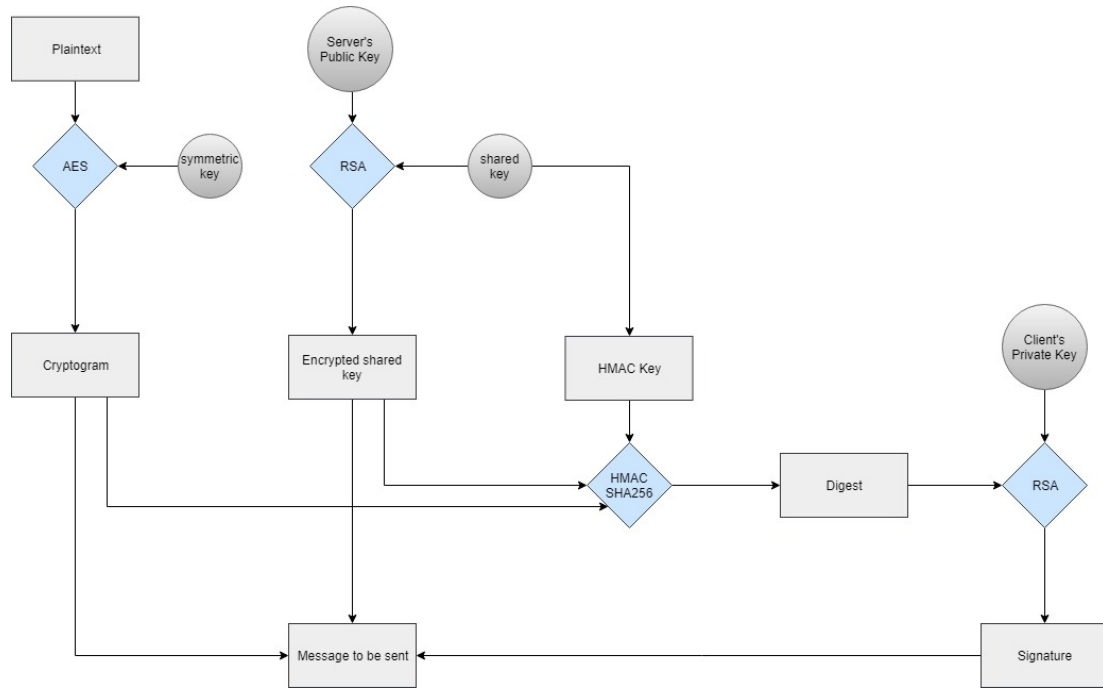 Plaintext
Server's
Public Key
AES
symmetric
key
RSA
shared
key
Cryptogram
Encrypted shared
key
HMAC Key
Client's
Private Key
HMAC
SHA256
Digest
RSA
Message to be sent
Signature